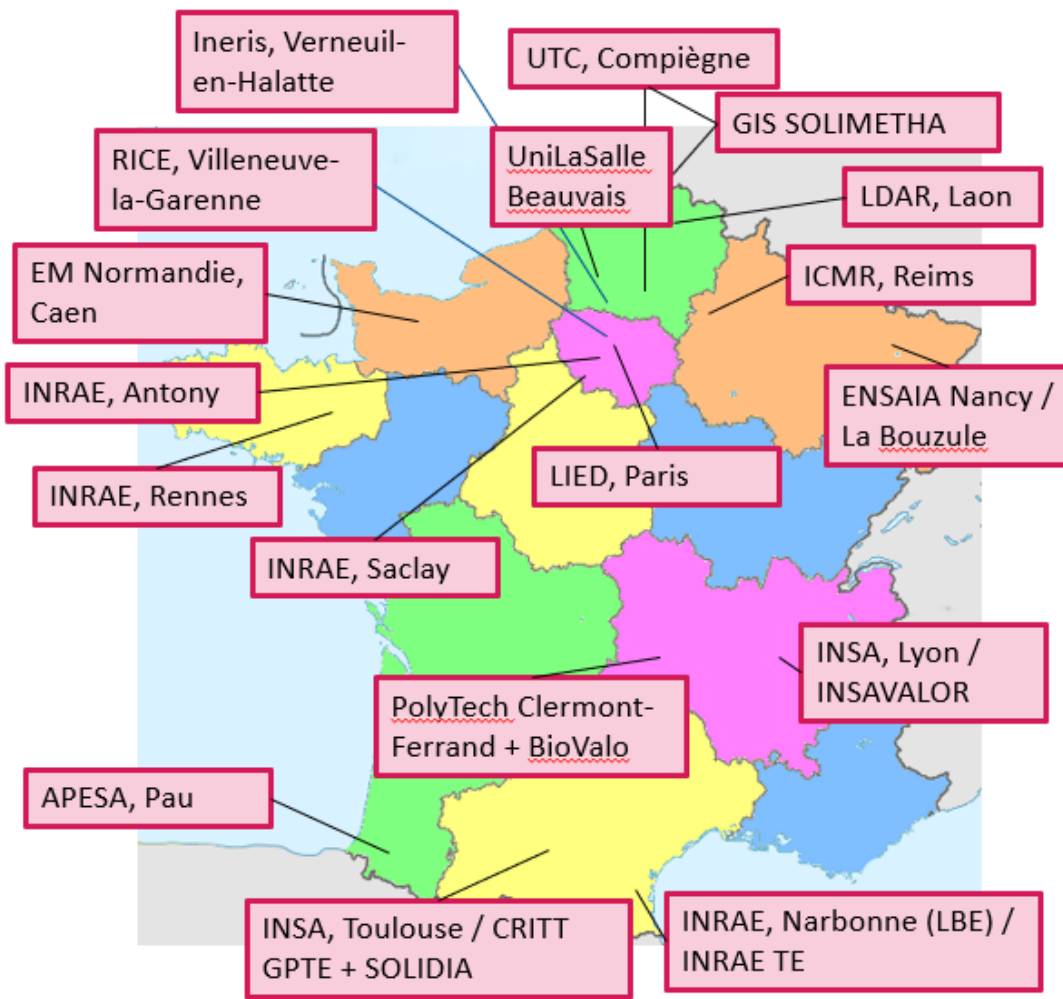 Ineris, Verneuil-
en-Halatte
UTC, Compiègne
GIS SOLIMETHA
RICE, Villeneuve-
la-Garenne
UniLaSalle
Beauvais
LDAR, Laon
EM Normandie,
Caen
ICMR, Reims
INRAE, Antony
ENSAIA Nancy /
La Bouzule
INRAE, Rennes
LIED, Paris
INRAE, Saclay
INSA, Lyon /
INSAVALOR
PolyTech Clermont-
Ferrand + BioValo
APESA, Pau
INSA, Toulouse / CRITT
GPTE + SOLIDIA
INRAE, Narbonne (LBE) /
INRAE TE